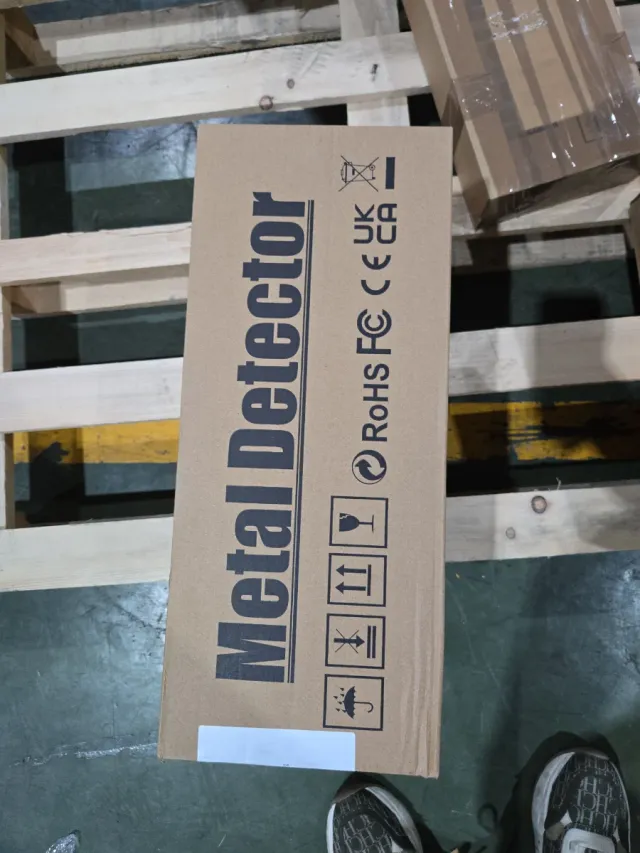 Metal Detector
RoHS FC CE UK
CA